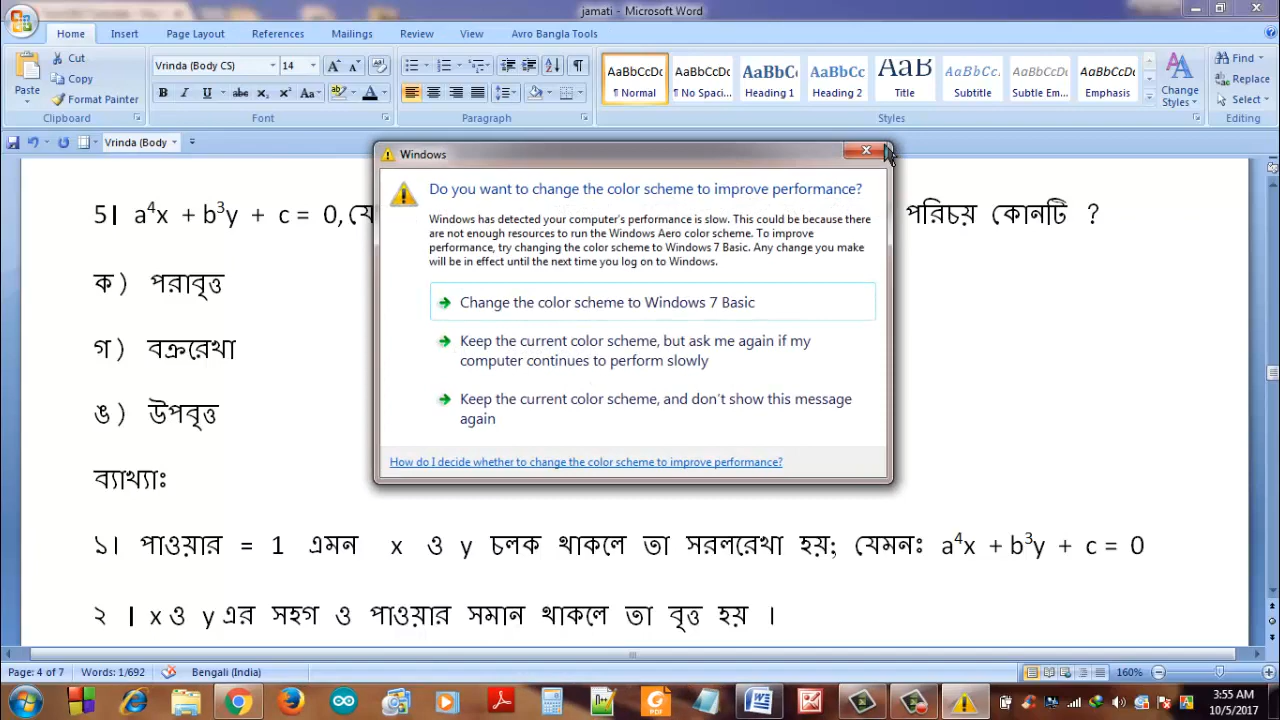 jamati - Microsoft Word
Home Insert Page Layout References Mailings Review View Avro Bangla Tools
Paste
Cut
Copy
Format Painter
Clipboard
Vrinda (Body CS) 14
B I U abc x₂ x² Aa
Font
Paragraph
AaBbCcDc AaBbCcDc AaBbCc AaBbCc AaB AaBbCc AaBbCcDc AaBbCcDc
¶ Normal ¶ No Spaci... Heading 1 Heading 2 Title Subtitle Subtle Em... Emphasis
Change Styles
Styles
Find
Replace
Select
Editing
Vrinda (Body
Windows
Do you want to change the color scheme to improve performance?
Windows has detected your computer's performance is slow. This could be because there
are not enough resources to run the Windows Aero color scheme. To improve
performance, try changing the color scheme to Windows 7 Basic. Any change you make
will be in effect until the next time you log on to Windows.
Change the color scheme to Windows 7 Basic
Keep the current color scheme, but ask me again if my
computer continues to perform slowly
Keep the current color scheme, and don't show this message
again
How do I decide whether to change the color scheme to improve performance?
5। a⁴x + b³y + c = 0, পরিচয় কোনটি ?
ক) পরাবৃত্ত
গ) বক্ররেখা
ঙ) উপবৃত্ত
ব্যাখ্যাঃ
১। পাওয়ার = 1 এমন x ও y চলক থাকলে তা সরলরেখা হয়; যেমনঃ a⁴x + b³y + c = 0
২ । x ও y এর সহগ ও পাওয়ার সমান থাকলে তা বৃত্ত হয় ।
Page: 4 of 7 Words: 1/692 Bengali (India) 160%
3:55 AM
10/5/2017